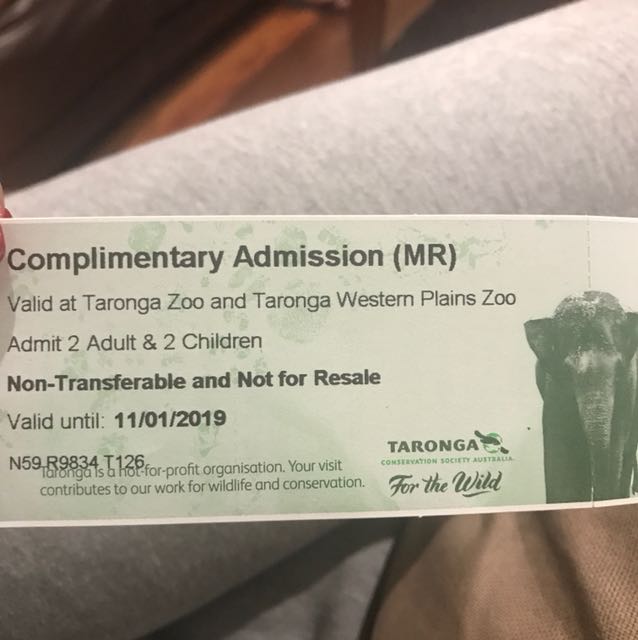 Complimentary Admission (MR)
Valid at Taronga Zoo and Taronga Western Plains Zoo
Admit 2 Adult & 2 Children
Non-Transferable and Not for Resale
Valid until: 11/01/2019
N59 R9834 T126
Taronga is a not-for-profit organisation. Your visit
contributes to our work for wildlife and conservation.
TARONGA
CONSERVATION SOCIETY AUSTRALIA
For the Wild